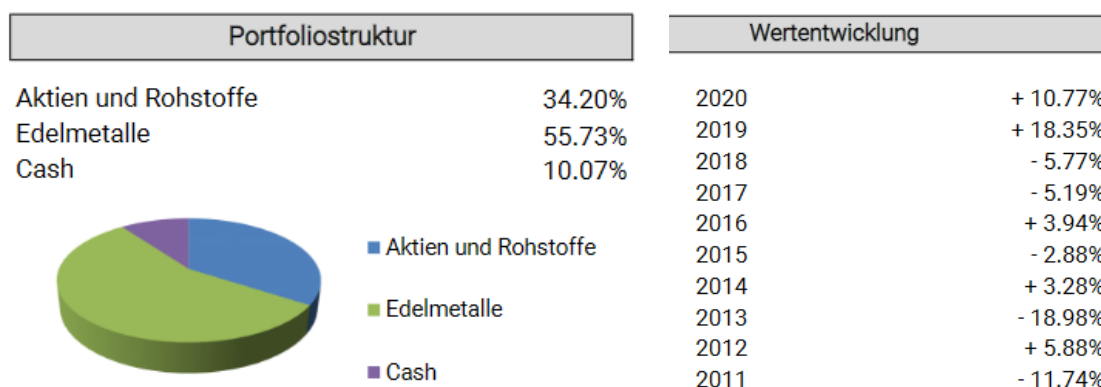 Portfoliostruktur
Aktien und Rohstoffe 34.20%
Edelmetalle 55.73%
Cash 10.07%
Aktien und Rohstoffe
Edelmetalle
Cash
Wertentwicklung
2020 + 10.77%
2019 + 18.35%
2018 - 5.77%
2017 - 5.19%
2016 + 3.94%
2015 - 2.88%
2014 + 3.28%
2013 - 18.98%
2012 + 5.88%
2011 - 11.74%